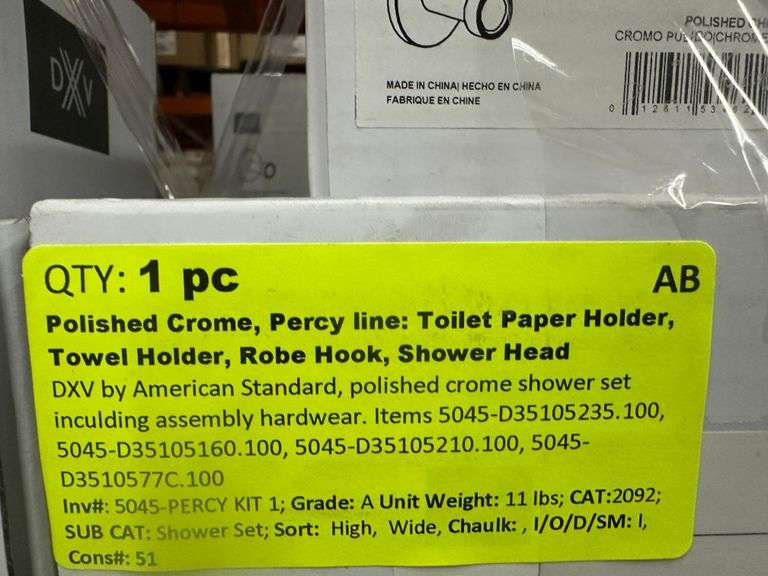 DXV
POLISHED
CROMO PULIDO|CHROME
MADE IN CHINA| HECHO EN CHINA
FABRIQUE EN CHINE
QTY: 1 pc
AB
Polished Crome, Percy line: Toilet Paper Holder,
Towel Holder, Robe Hook, Shower Head
DXV by American Standard, polished crome shower set
inculding assembly hardwear. Items 5045-D35105235.100,
5045-D35105160.100, 5045-D35105210.100, 5045-
D3510577C.100
Inv#: 5045-PERCY KIT 1; Grade: A Unit Weight: 11 lbs; CAT:2092;
SUB CAT: Shower Set; Sort: High, Wide, Chaulk: , I/O/D/SM: I,
Cons#: 51